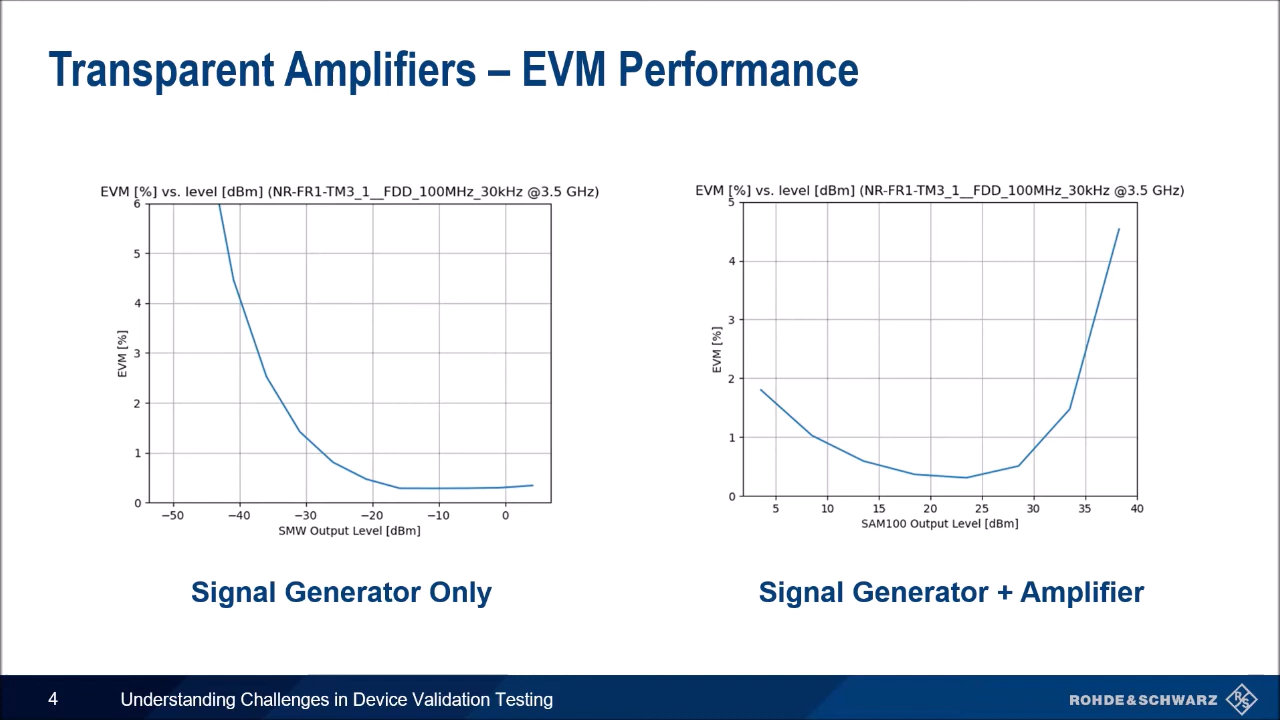 Transparent Amplifiers – EVM Performance
EVM [%] vs. level [dBm] (NR-FR1-TM3_1__FDD_100MHz_30kHz @3.5 GHz)
6
5
4
3
2
1
0
EVM [%]
−50 −40 −30 −20 −10 0
SMW Output Level [dBm]
Signal Generator Only
EVM [%] vs. level [dBm] (NR-FR1-TM3_1__FDD_100MHz_30kHz @3.5 GHz)
5
4
3
2
1
0
EVM [%]
5 10 15 20 25 30 35 40
SAM100 Output Level [dBm]
Signal Generator + Amplifier
4 Understanding Challenges in Device Validation Testing
ROHDE & SCHWARZ
R&S